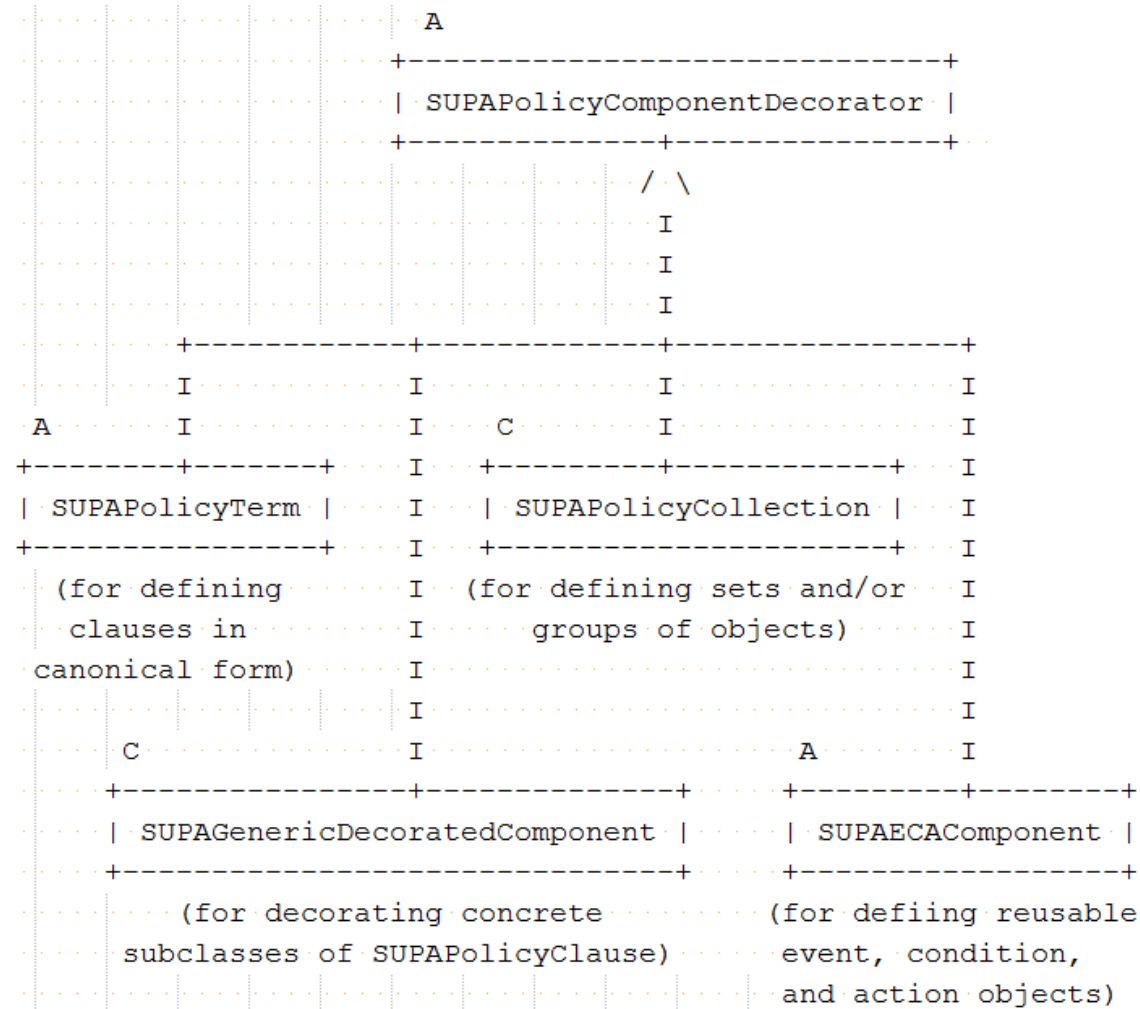 A
                           +-------------------------------+
                           | SUPAPolicyComponentDecorator |
                           +---------------+---------------+
                                          / \
                                           I
                                           I
                                           I
            +-------------+-------------+----------------+
            I             I             I                I
 A          I             I    C        I                I
+--------+-------+        I   +---------+------------+   I
| SUPAPolicyTerm |        I   | SUPAPolicyCollection |   I
+----------------+        I   +----------------------+   I
  (for defining           I  (for defining sets and/or   I
   clauses in             I      groups of objects)      I
 canonical form)          I                              I
                          I                              I
      C                   I                     A        I
     +----------------+---------------+     +---------+--------+
     | SUPAGenericDecoratedComponent |     | SUPAECAComponent |
     +-------------------------------+     +------------------+
         (for decorating concrete         (for defiing reusable
      subclasses of SUPAPolicyClause)      event, condition,
                                           and action objects)